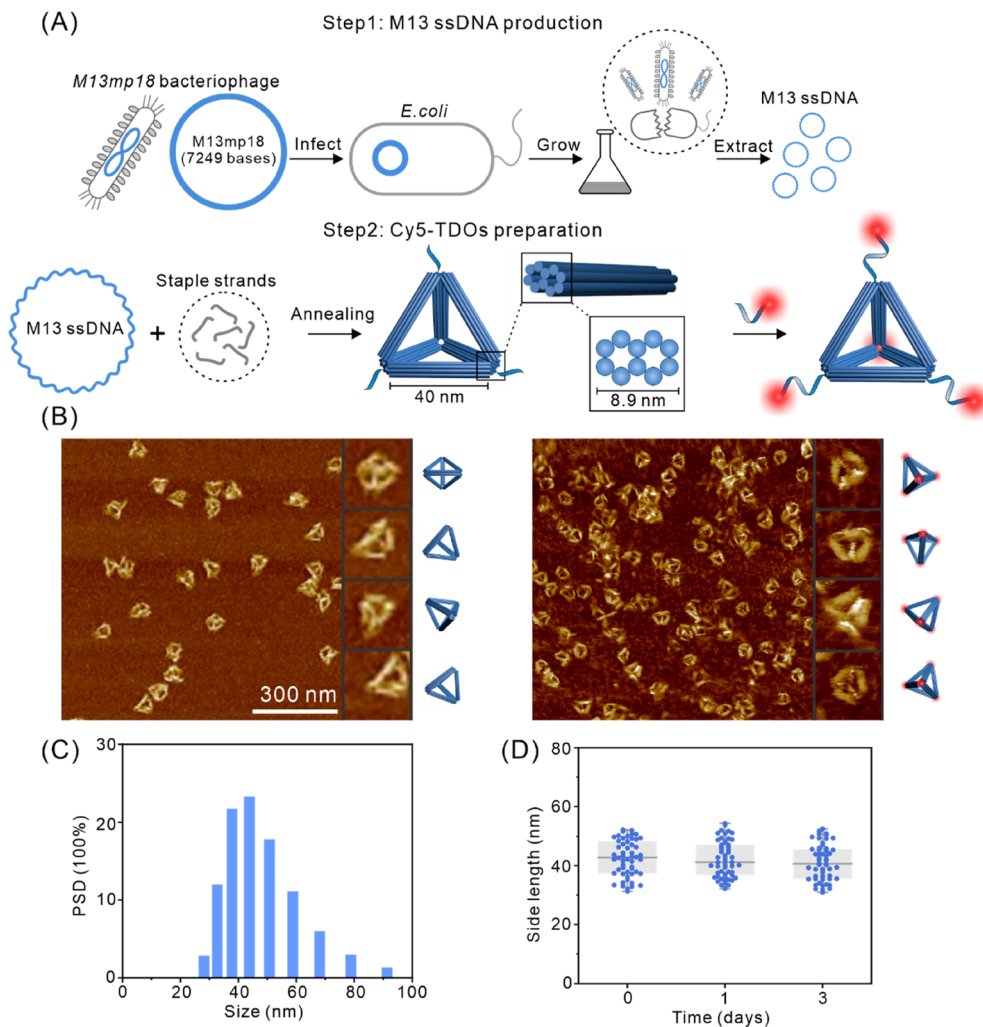 (A)
Step1: M13 ssDNA production
M13mp18 bacteriophage
M13mp18
(7249 bases)
Infect
E.coli
Grow
Extract
M13 ssDNA
Step2: Cy5-TDOs preparation
M13 ssDNA
+
Staple strands
Annealing
40 nm
8.9 nm
(B)
300 nm
(C)
30
20
10
0
PSD (100%)
0 20 40 60 80 100
Size (nm)
(D)
80
60
40
20
0
Side length (nm)
0 1 3
Time (days)